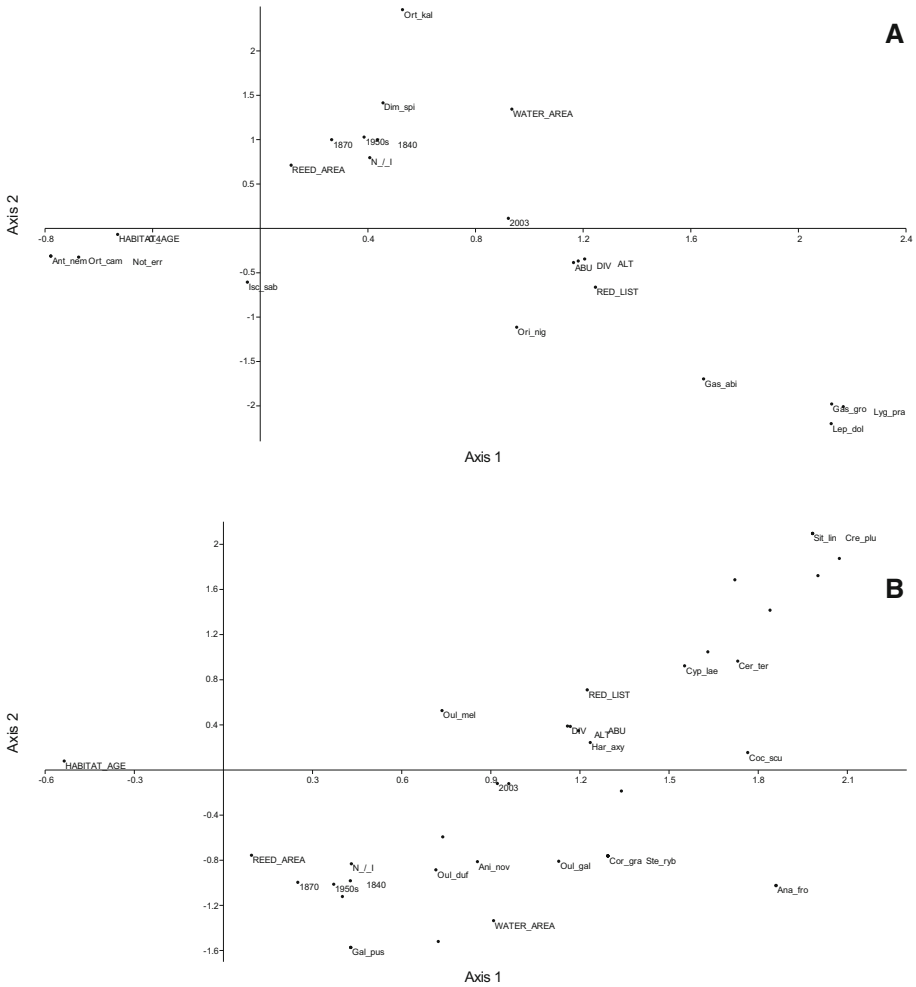 Ort_kal
A
2
Dim_spi
1.5
WATER_AREA
1
1870 1950s 1840
N_/_I
REED_AREA
0.5
2003
Axis 2
-0.8 -0.4 0.4 0.8 1.2 1.6 2 2.4
HABITAT_AGE
Ant_nem Ort_cam Not_err
-0.5
ABU DIV ALT
Isc_sab
RED_LIST
-1
Ori_nig
-1.5
Gas_abi
-2
Gas_gro Lyg_pra
Lep_dol
Axis 1
2
Sit_lin Cre_plu
B
1.6
1.2
Cyp_lae Cer_ter
0.8
RED_LIST
Oul_mel
0.4
DIV ALT ABU
Har_axy
Coc_scu
Axis 2
HABITAT_AGE
-0.6 -0.3 0.3 0.6 0.9 1.2 1.5 1.8 2.1
2003
-0.4
-0.8
REED_AREA N_/_I Oul_duf Ani_nov Oul_gal Cor_gra Ste_ryb
1870 1950s 1840
Ana_fro
-1.2
WATER_AREA
-1.6
Gal_pus
Axis 1